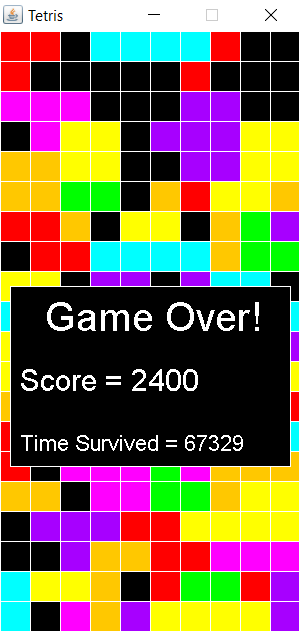 Tetris
Game Over!
Score = 2400
Time Survived = 67329